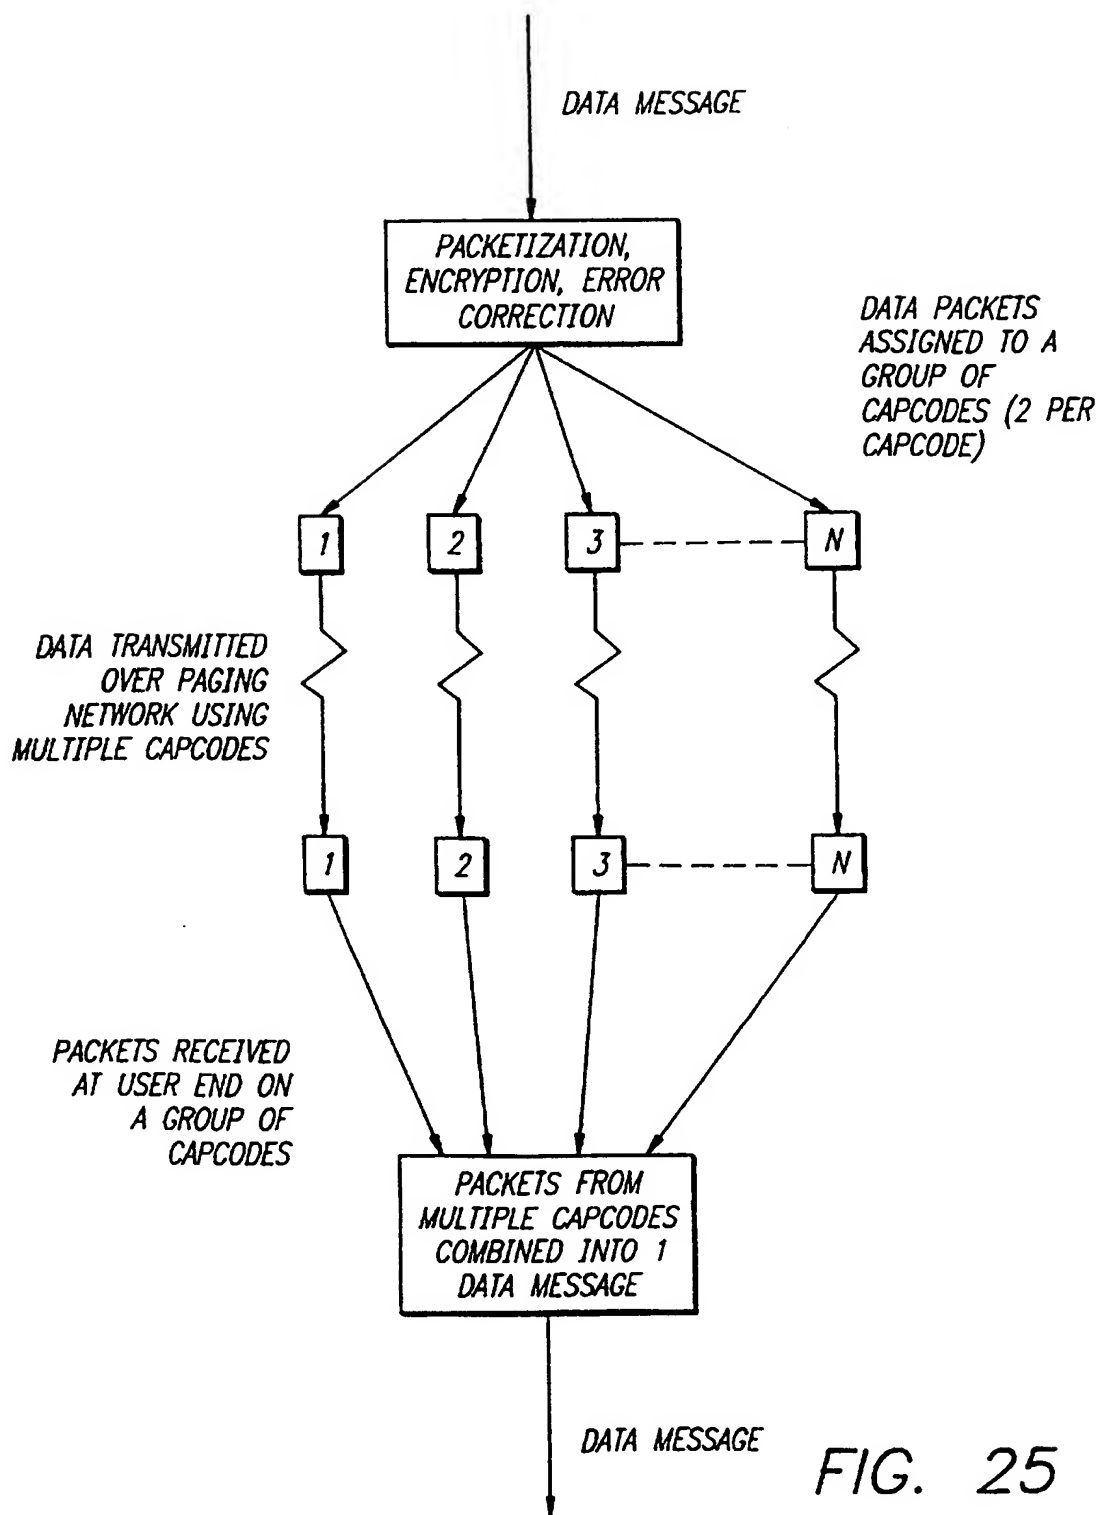 DATA MESSAGE
PACKETIZATION,
ENCRYPTION, ERROR
CORRECTION
DATA PACKETS
ASSIGNED TO A
GROUP OF
CAPCODES (2 PER
CAPCODE)
1
2
3
N
DATA TRANSMITTED
OVER PAGING
NETWORK USING
MULTIPLE CAPCODES
1
2
3
N
PACKETS RECEIVED
AT USER END ON
A GROUP OF
CAPCODES
PACKETS FROM
MULTIPLE CAPCODES
COMBINED INTO 1
DATA MESSAGE
DATA MESSAGE
FIG. 25